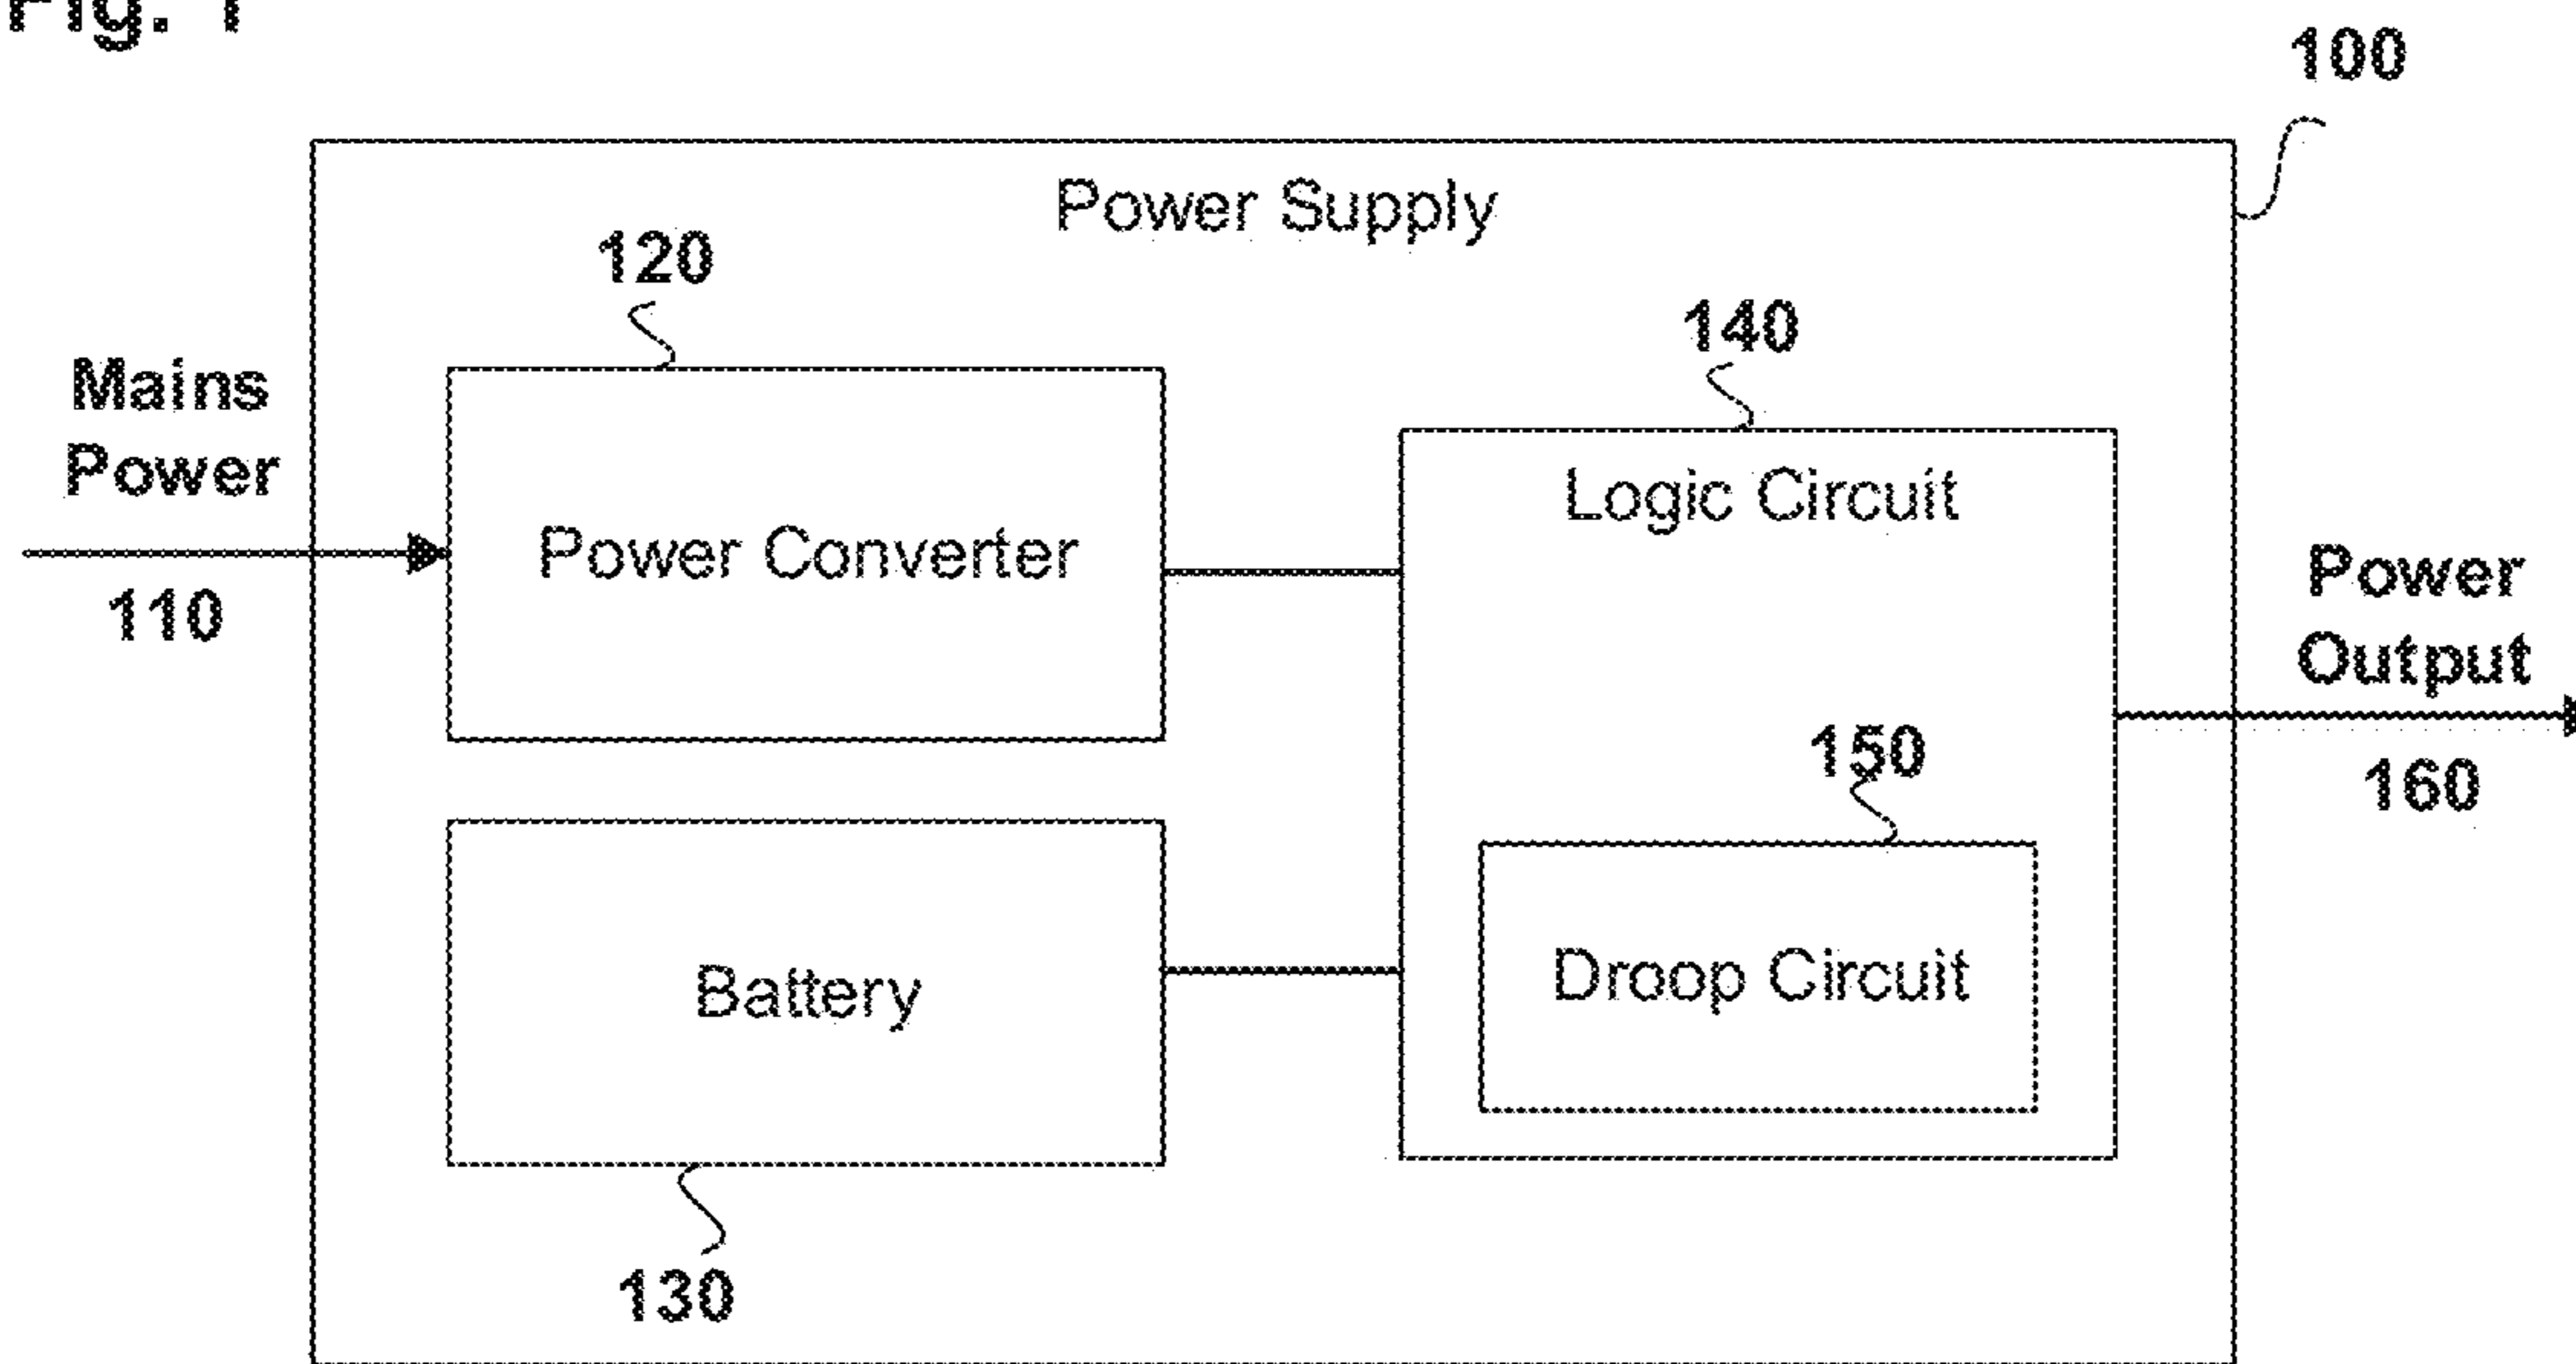 Fig. 1
100
Power Supply
120
140
Mains
Power
Logic Circuit
Power Converter
110
Power
Output
150
160
Droop Circuit
Battery
130